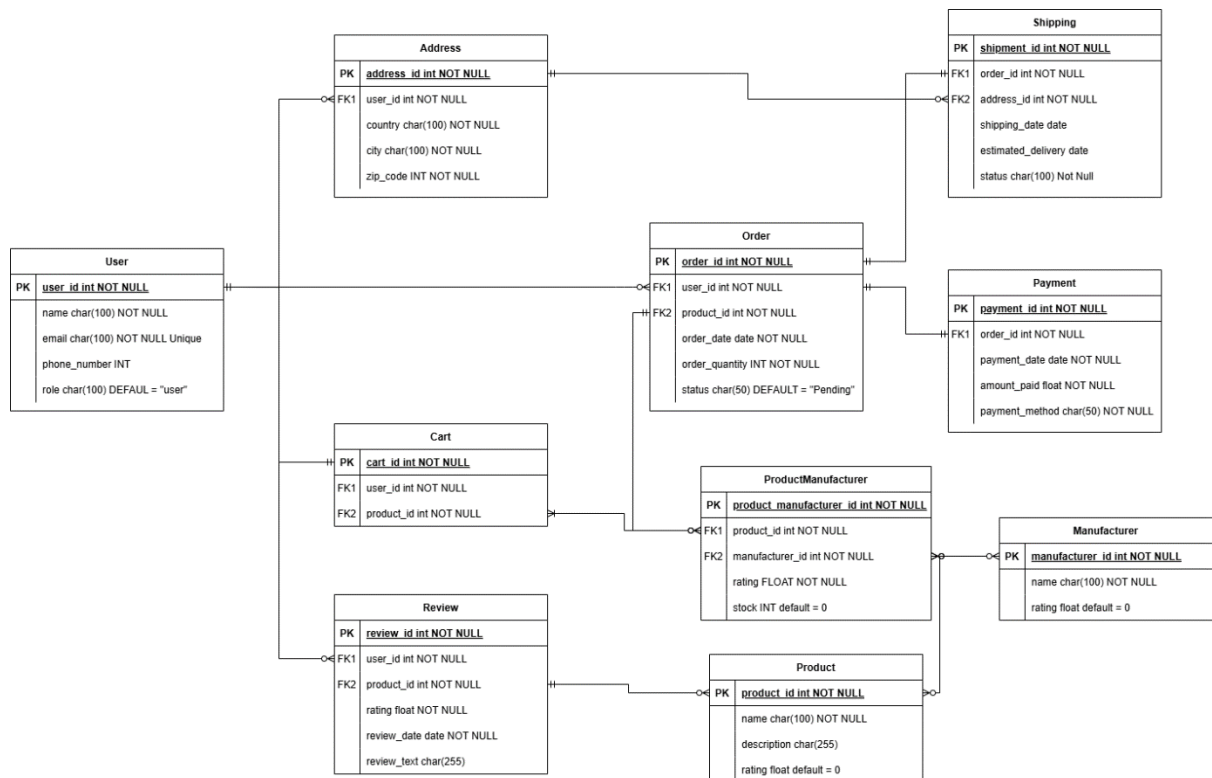 Address
PK address_id int NOT NULL
FK1 user_id int NOT NULL
country char(100) NOT NULL
city char(100) NOT NULL
zip_code INT NOT NULL
Shipping
PK shipment_id int NOT NULL
FK1 order_id int NOT NULL
FK2 address_id int NOT NULL
shipping_date date
estimated_delivery date
status char(100) Not Null
User
PK user_id int NOT NULL
name char(100) NOT NULL
email char(100) NOT NULL Unique
phone_number INT
role char(100) DEFAUL = "user"
Order
PK order_id int NOT NULL
FK1 user_id int NOT NULL
FK2 product_id int NOT NULL
order_date date NOT NULL
order_quantity INT NOT NULL
status char(50) DEFAULT = "Pending"
Payment
PK payment_id int NOT NULL
FK1 order_id int NOT NULL
payment_date date NOT NULL
amount_paid float NOT NULL
payment_method char(50) NOT NULL
Cart
PK cart_id int NOT NULL
FK1 user_id int NOT NULL
FK2 product_id int NOT NULL
ProductManufacturer
PK product_manufacturer_id int NOT NULL
FK1 product_id int NOT NULL
FK2 manufacturer_id int NOT NULL
rating FLOAT NOT NULL
stock INT default = 0
Manufacturer
PK manufacturer_id int NOT NULL
name char(100) NOT NULL
rating float default = 0
Review
PK review_id int NOT NULL
FK1 user_id int NOT NULL
FK2 product_id int NOT NULL
rating float NOT NULL
review_date date NOT NULL
review_text char(255)
Product
PK product_id int NOT NULL
name char(100) NOT NULL
description char(255)
rating float default = 0